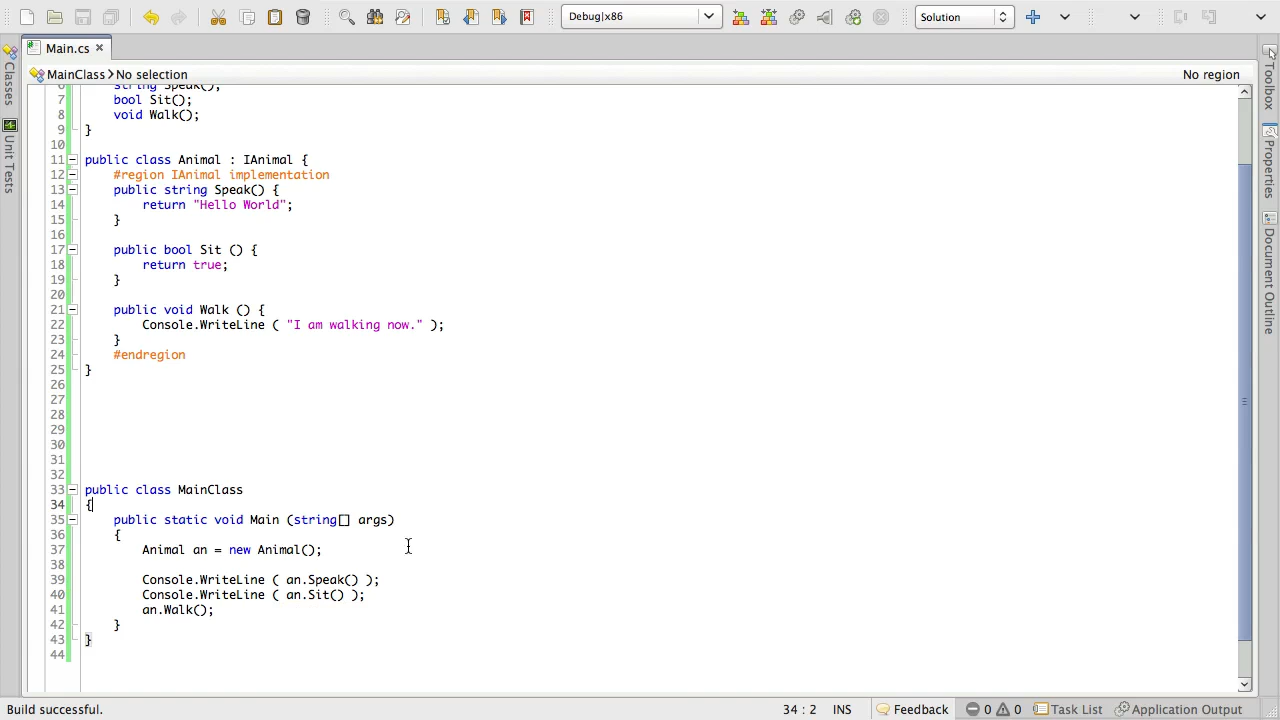 Debug|x86
Solution
Main.cs
MainClass
No selection
No region
Classes
Unit Tests
Toolbox
Properties
Document Outline
6 string Speak();
7 bool Sit();
8 void Walk();
9 }
10
11 public class Animal : IAnimal {
12 #region IAnimal implementation
13 public string Speak() {
14 return "Hello World";
15 }
16
17 public bool Sit () {
18 return true;
19 }
20
21 public void Walk () {
22 Console.WriteLine ( "I am walking now." );
23 }
24 #endregion
25 }
26
27
28
29
30
31
32
33 public class MainClass
34 {
35 public static void Main (string[] args)
36 {
37 Animal an = new Animal();
38
39 Console.WriteLine ( an.Speak() );
40 Console.WriteLine ( an.Sit() );
41 an.Walk();
42 }
43 }
44
Build successful.
34 : 2
INS
Feedback
0
0
Task List
Application Output